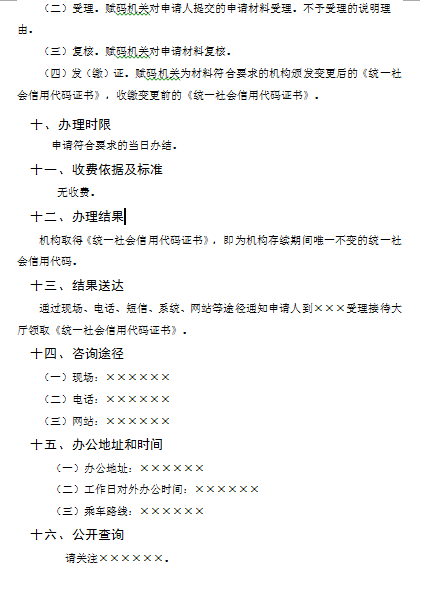 （二）受理。赋码机关对申请人提交的申请材料受理。不予受理的说明理
由。
（三）复核。赋码机关对申请材料复核。
（四）发（缴）证。赋码机关为材料符合要求的机构颁发变更后的《统一社
会信用代码证书》，收缴变更前的《统一社会信用代码证书》。
十、办理时限
申请符合要求的当日办结。
十一、收费依据及标准
无收费。
十二、办理结果
机构取得《统一社会信用代码证书》，即为机构存续期间唯一不变的统一社
会信用代码。
十三、结果送达
通过现场、电话、短信、系统、网站等途径通知申请人到×××受理接待大
厅领取《统一社会信用代码证书》。
十四、咨询途径
（一）现场：××××××
（二）电话：××××××
（三）网站：××××××
十五、办公地址和时间
（一）办公地址：××××××
（二）工作日对外办公时间：××××××
（三）乘车路线：××××××
十六、公开查询
请关注××××××。